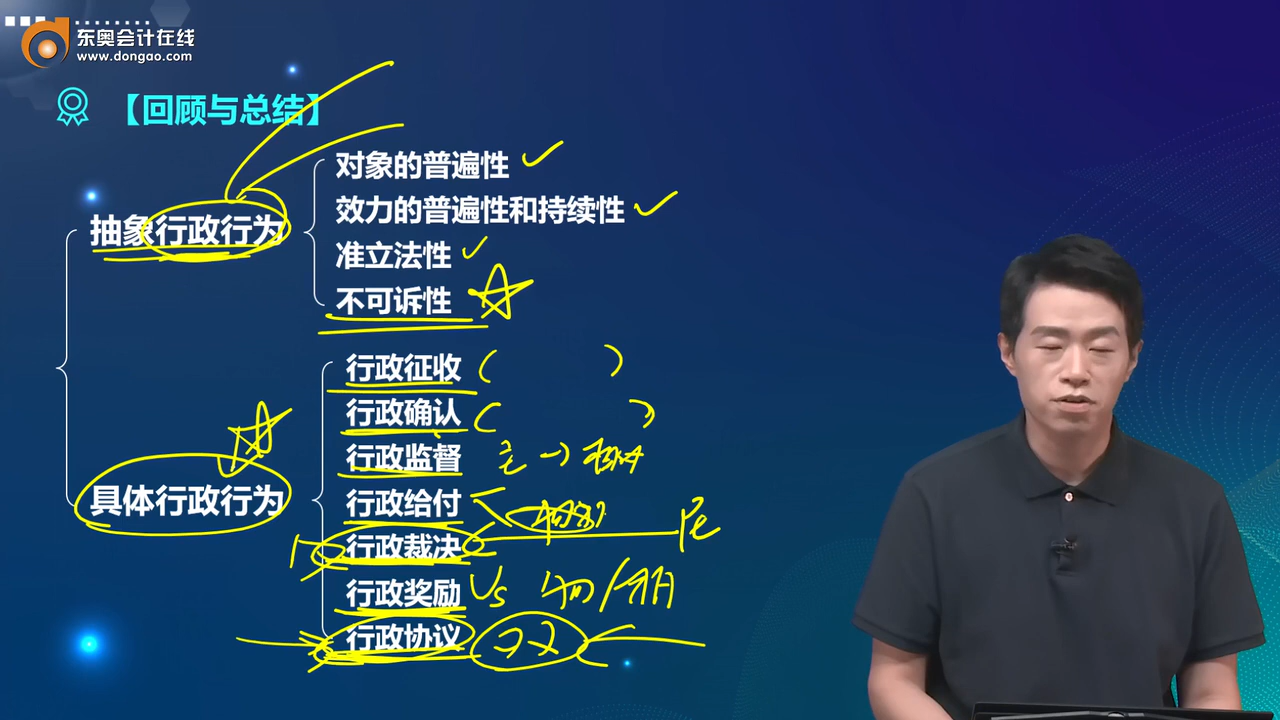 东奥会计在线
www.dongao.com
【回顾与总结】
对象的普遍性
效力的普遍性和持续性
抽象行政行为
准立法性
不可诉性
行政征收
行政确认
行政监督
具体行政行为
行政给付
行政裁决
行政奖励 Vs
行政协议